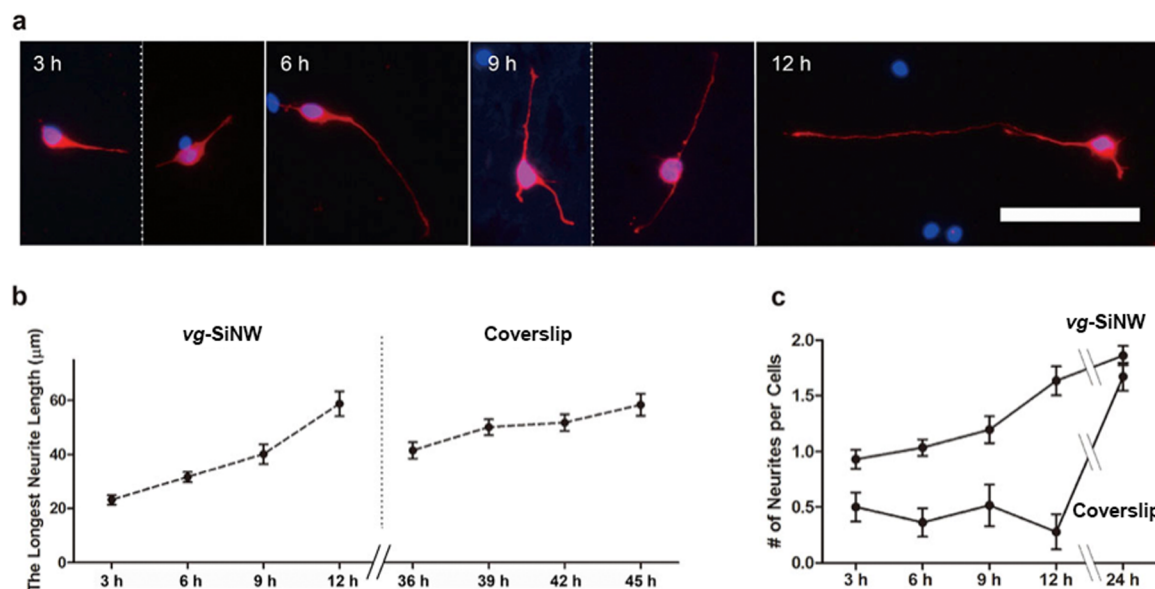 a
3 h
6 h
9 h
12 h
b
vg-SiNW
Coverslip
The Longest Neurite Length (μm)
60
40
20
0
3 h 6 h 9 h 12 h 36 h 39 h 42 h 45 h
c
vg-SiNW
# of Neurites per Cells
2.0
1.5
1.0
0.5
0.0
Coverslip
3 h 6 h 9 h 12 h 24 h